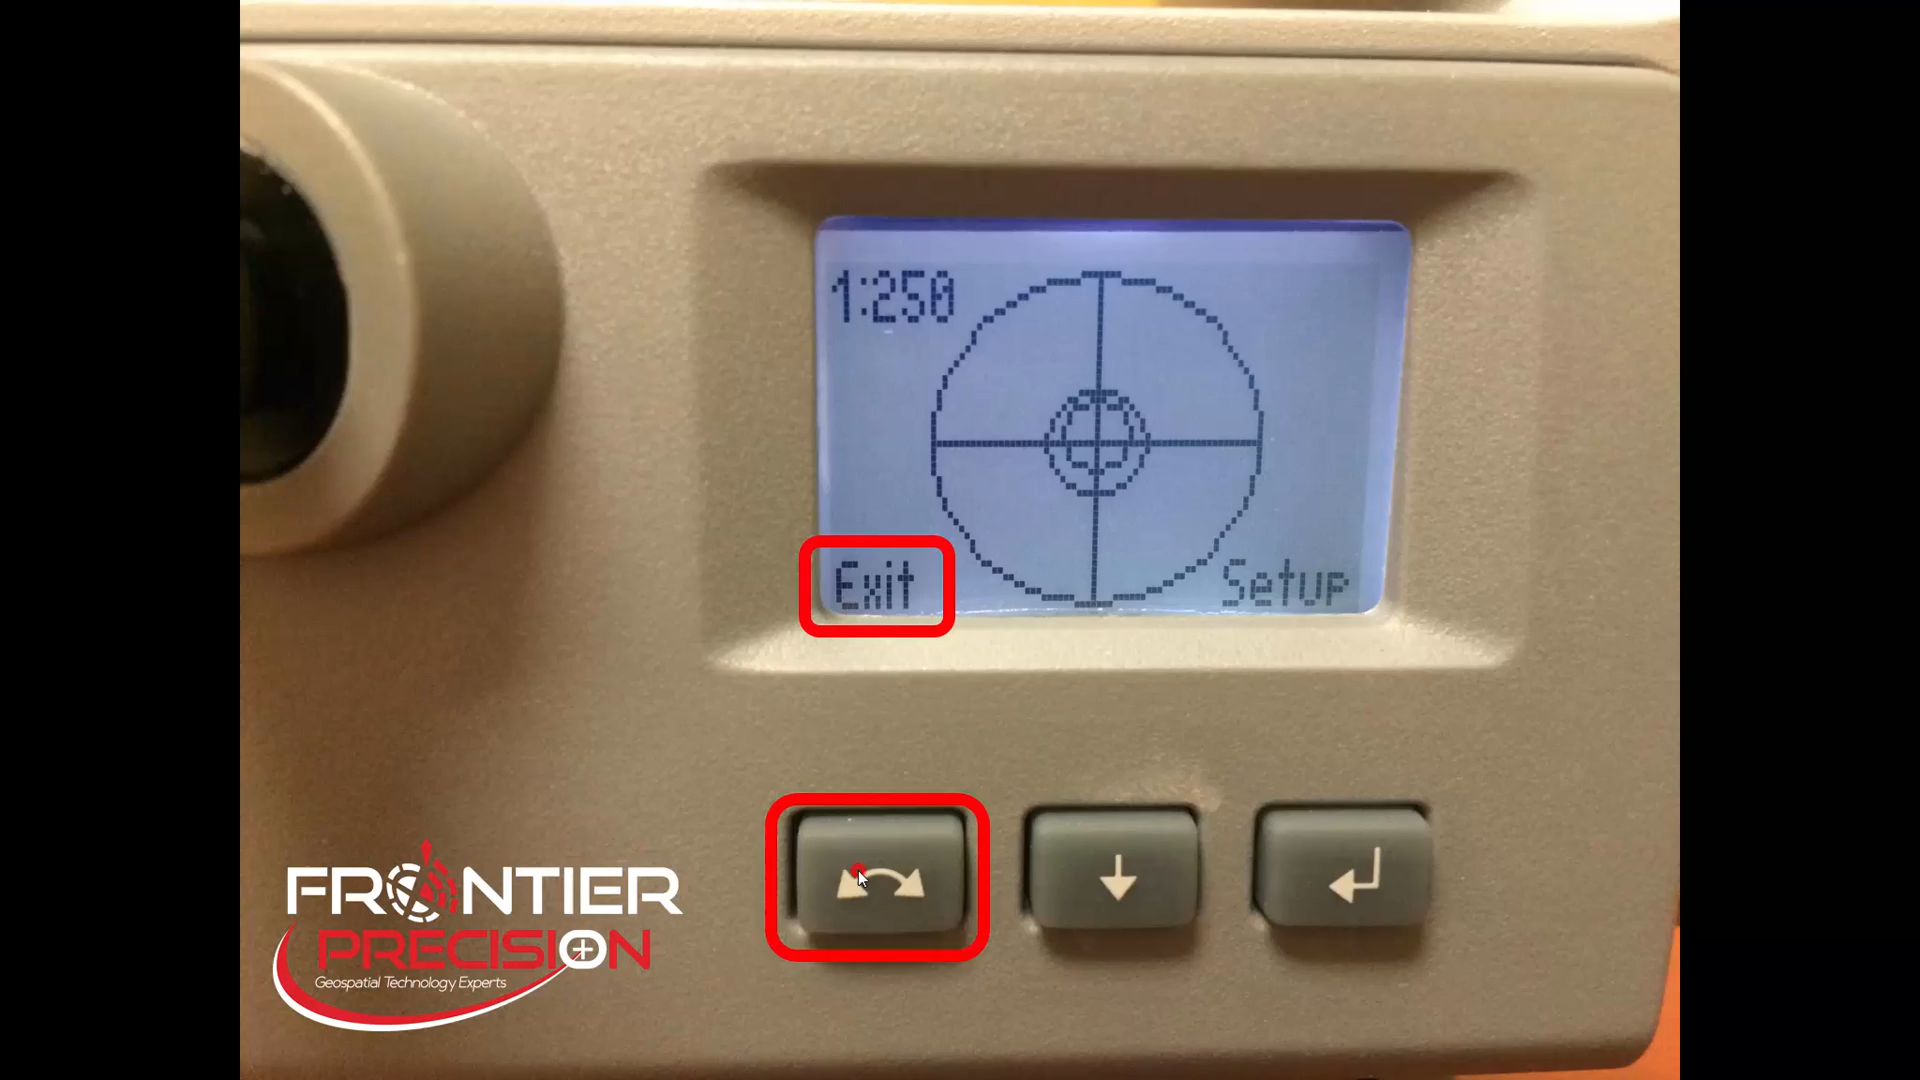 1:250
Exit
Setup
FRONTIER
PRECISION
Geospatial Technology Experts